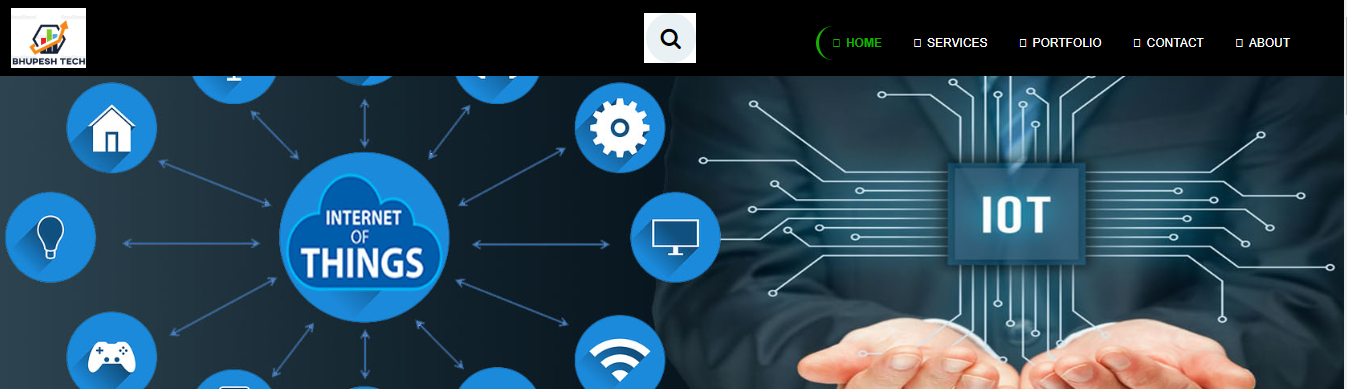 BHUPESH TECH
HOME
SERVICES
PORTFOLIO
CONTACT
ABOUT
INTERNET
OF
THINGS
IOT